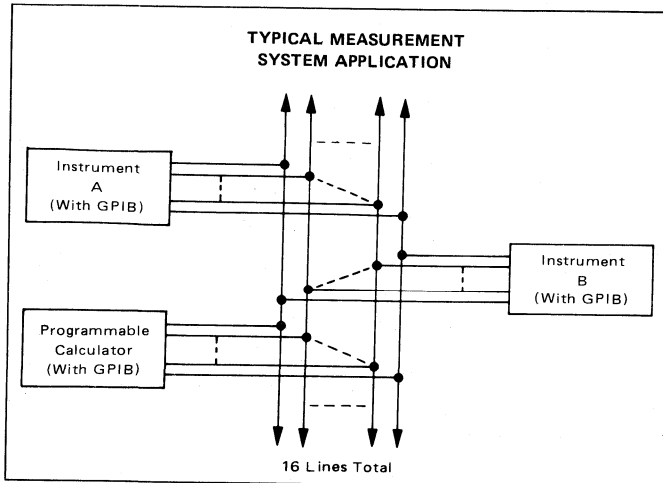 TYPICAL MEASUREMENT
SYSTEM APPLICATION
Instrument
A
(With GPIB)
Instrument
B
(With GPIB)
Programmable
Calculator
(With GPIB)
16 Lines Total